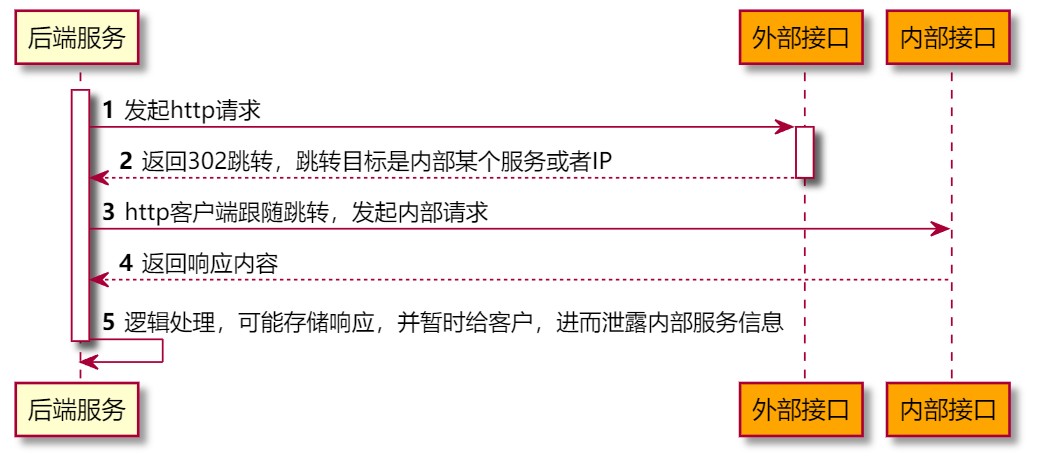 后端服务
外部接口
内部接口
1 发起http请求
2 返回302跳转，跳转目标是内部某个服务或者IP
3 http客户端跟随跳转，发起内部请求
4 返回响应内容
5 逻辑处理，可能存储响应，并暂时给客户，进而泄露内部服务信息
后端服务
外部接口
内部接口